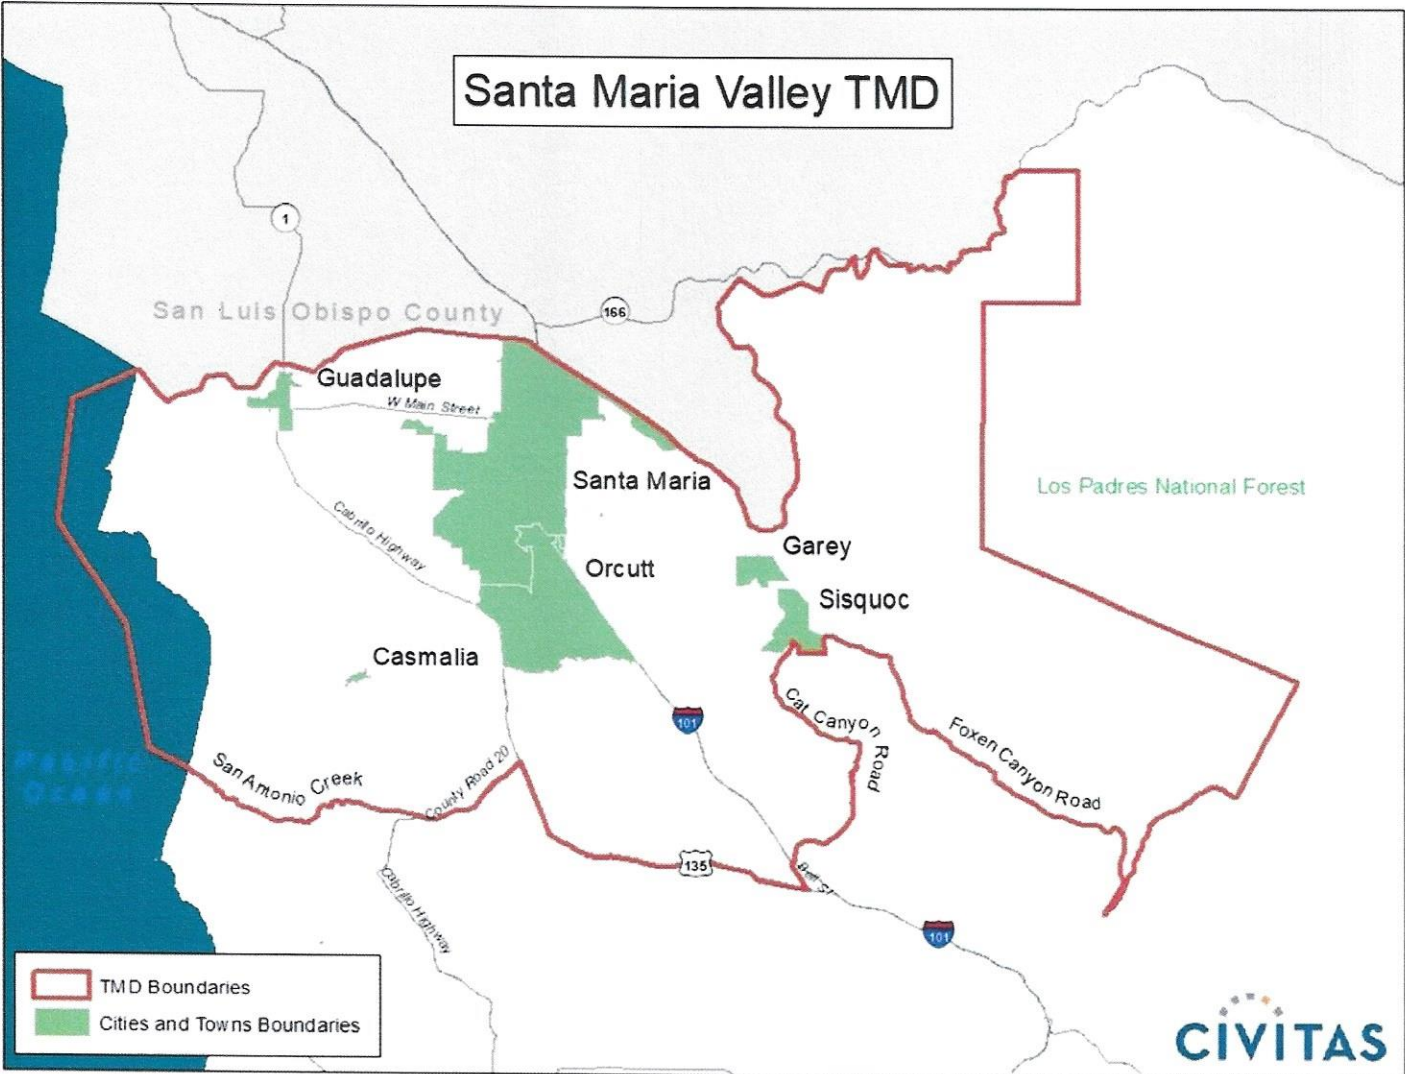 Santa Maria Valley TMD
1
San Luis Obispo County
166
Guadalupe
W Main Street
Los Padres National Forest
Santa Maria
Cabrillo Highway
Garey
Orcutt
Sisquoc
Casmalia
101
Cat Canyon Road
Foxen Canyon Road
Pacific
Ocean
San Antonio Creek
County Road 20
135
Bell St
Cabrillo Highway
101
TMD Boundaries
Cities and Towns Boundaries
CIVITAS